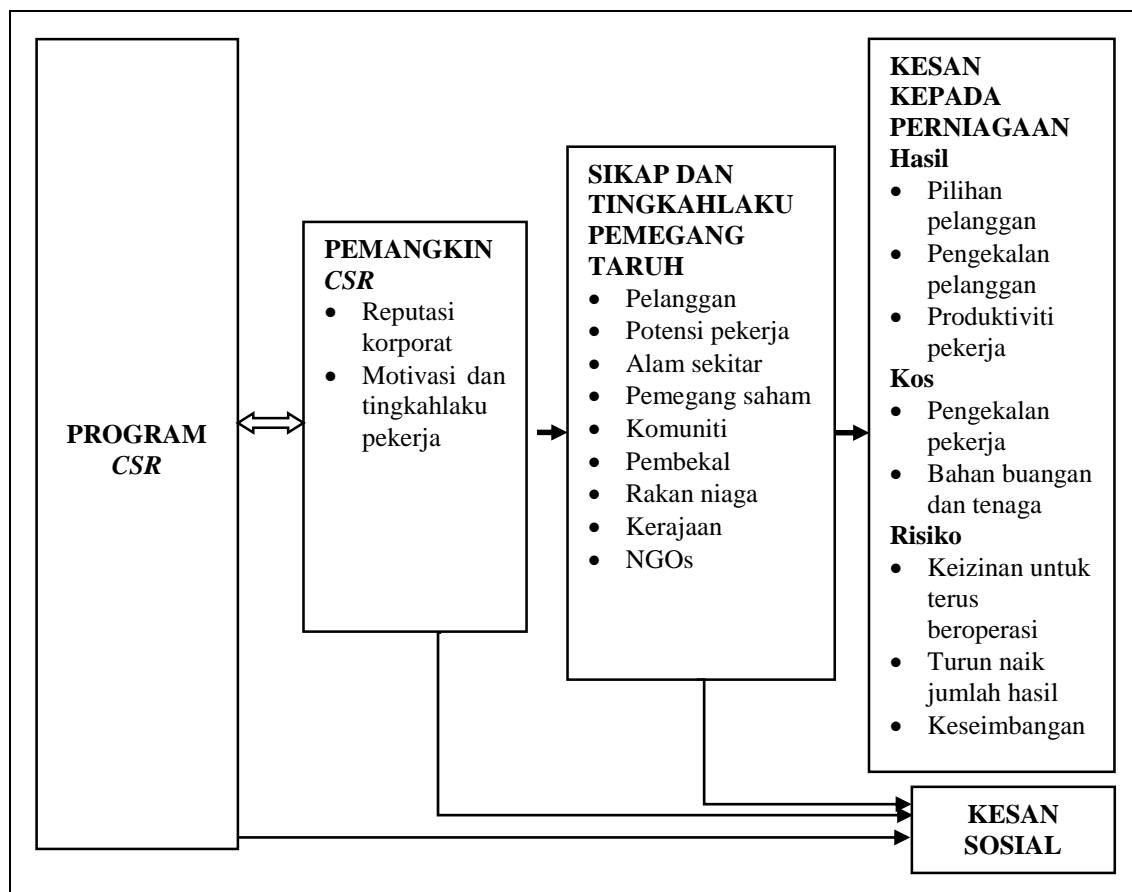 PROGRAM
CSR
PEMANGKIN
CSR
• Reputasi
korporat
• Motivasi dan
tingkahlaku
pekerja
SIKAP DAN
TINGKAHLAKU
PEMEGANG
TARUH
• Pelanggan
• Potensi pekerja
• Alam sekitar
• Pemegang saham
• Komuniti
• Pembekal
• Rakan niaga
• Kerajaan
• NGOs
KESAN
KEPADA
PERNIAGAAN
Hasil
• Pilihan
pelanggan
• Pengekalan
pelanggan
• Produktiviti
pekerja
Kos
• Pengekalan
pekerja
• Bahan buangan
dan tenaga
Risiko
• Keizinan untuk
terus
beroperasi
• Turun naik
jumlah hasil
• Keseimbangan
KESAN
SOSIAL